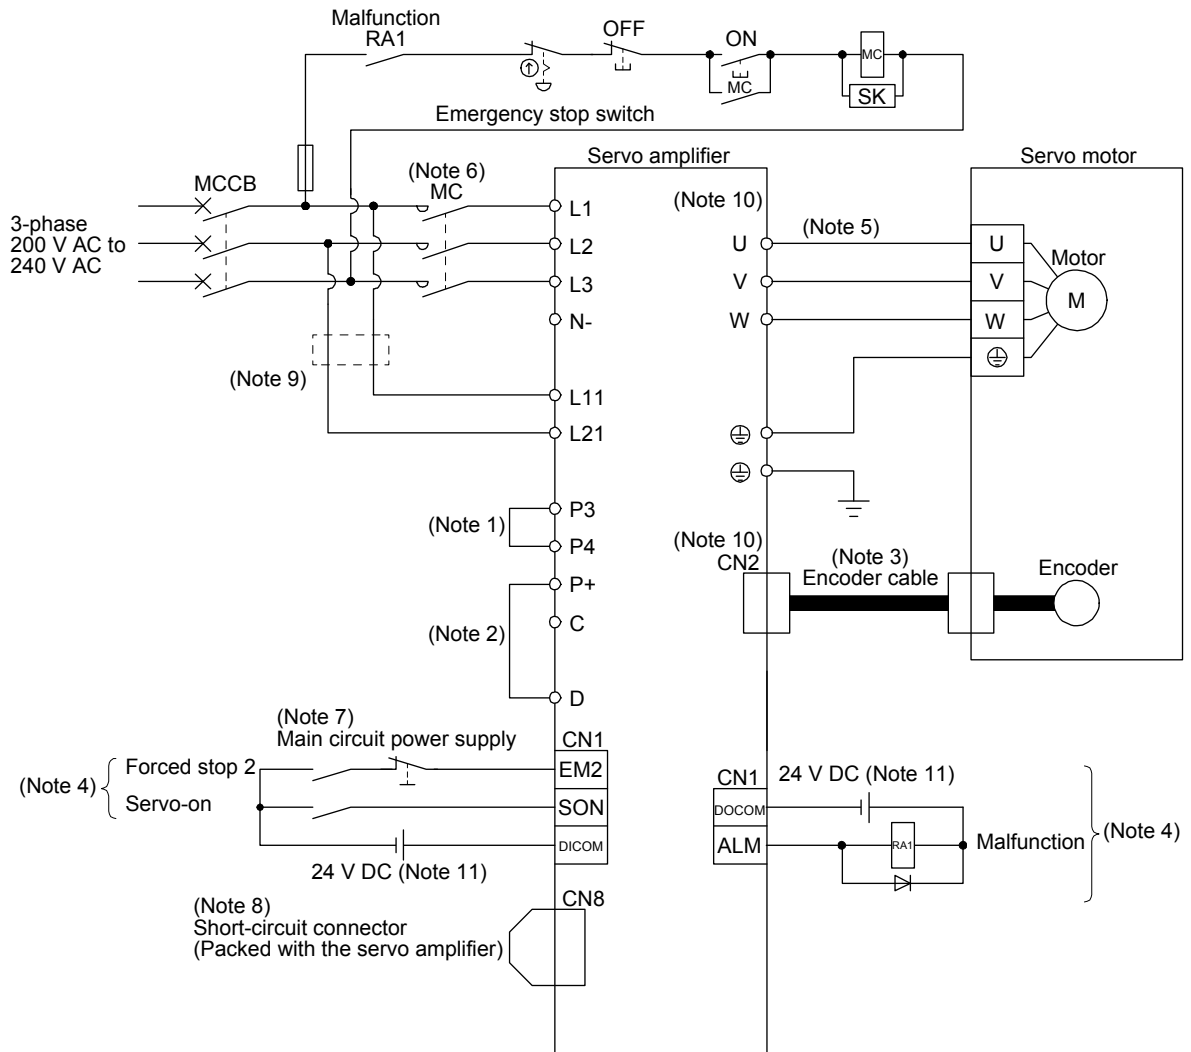 Malfunction
RA1
OFF
ON
MC
MC
SK
Emergency stop switch
Servo amplifier
Servo motor
MCCB
(Note 6)
MC
3-phase
200 V AC to
240 V AC
L1
L2
L3
N-
(Note 10)
U
V
W
(Note 5)
U
V
W
Motor
M
(Note 9)
L11
L21
(Note 1)
P3
P4
(Note 10)
CN2
(Note 3)
Encoder cable
Encoder
(Note 2)
P+
C
D
(Note 7)
Main circuit power supply
CN1
(Note 4)
Forced stop 2
EM2
Servo-on
SON
DICOM
24 V DC (Note 11)
CN1
24 V DC (Note 11)
DOCOM
ALM
RA1
Malfunction
(Note 4)
(Note 8)
Short-circuit connector
(Packed with the servo amplifier)
CN8